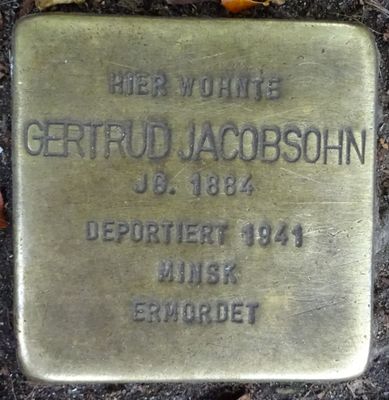 HIER WOHNTE
GERTRUD JACOBSOHN
JG. 1884
DEPORTIERT 1941
MINSK
ERMORDET